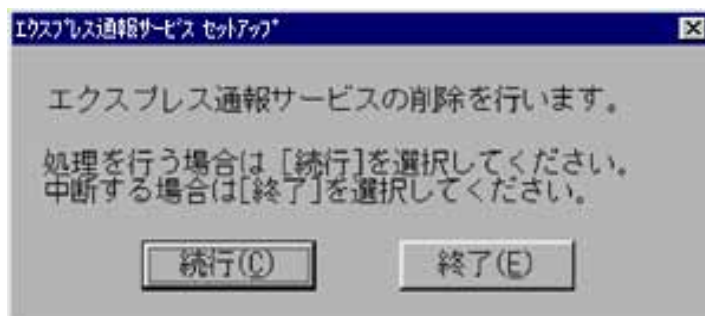 ｴｸｽﾌﾟﾚｽ通報ｻｰﾋﾞｽ ｾｯﾄｱｯﾌﾟ
エクスプレス通報サービスの削除を行います。
処理を行う場合は［続行]を選択してください。
中断する場合は[終了]を選択してください。
続行(C)
終了(E)